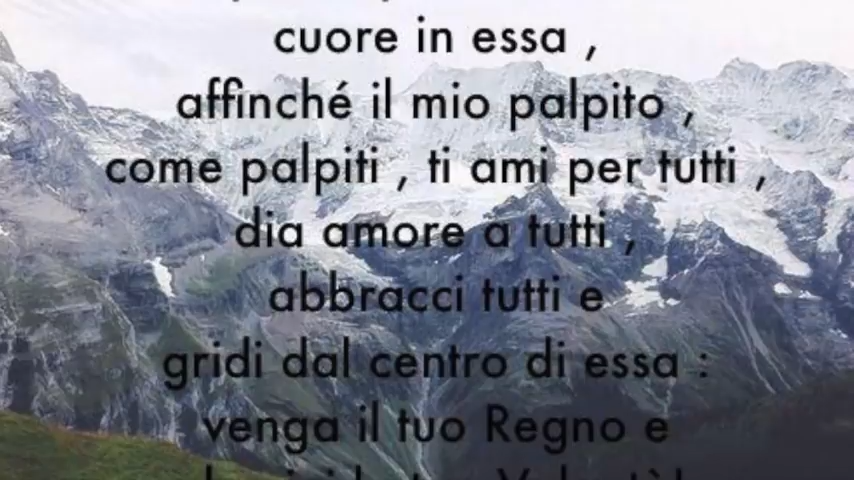 cuore in essa ,
affinché il mio palpito ,
come palpiti , ti ami per tutti ,
dia amore a tutti ,
abbracci tutti e
gridi dal centro di essa :
venga il tuo Regno e